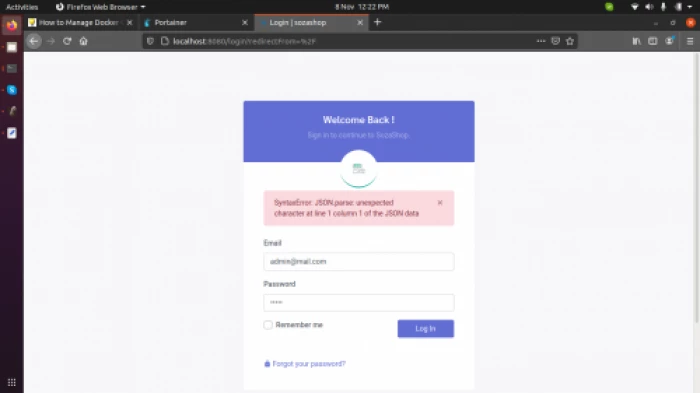 Activities
Firefox Web Browser
8 Nov 12:22 PM
How to Manage Docker
Portainer
Login | sozashop
localhost:8080/login?redirectFrom=%2F
Welcome Back !
Sign in to continue to SozaShop.
SyntaxError: JSON.parse: unexpected
character at line 1 column 1 of the JSON data
Email
admin@mail.com
Password
Remember me
Log In
Forgot your password?